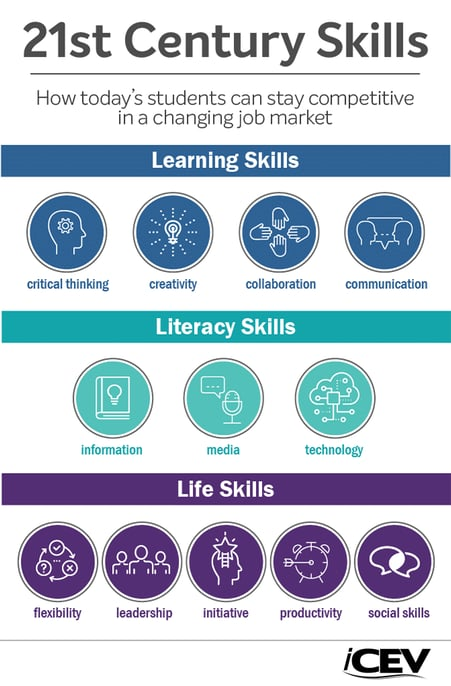 21st Century Skills
How today's students can stay competitive
in a changing job market
Learning Skills
critical thinking
creativity
collaboration
communication
Literacy Skills
information
media
technology
Life Skills
flexibility
leadership
initiative
productivity
social skills
iCEV